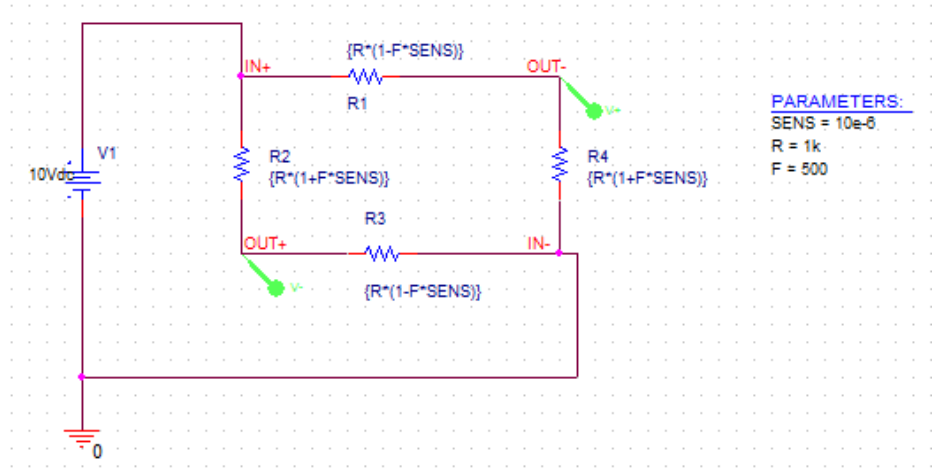 {R*(1-F*SENS)}
IN+
OUT-
R1
V+
PARAMETERS:
SENS = 10e-6
R = 1k
F = 500
V1
10Vdc
R2
{R*(1+F*SENS)}
R4
{R*(1+F*SENS)}
R3
OUT+
IN-
V-
{R*(1-F*SENS)}
0